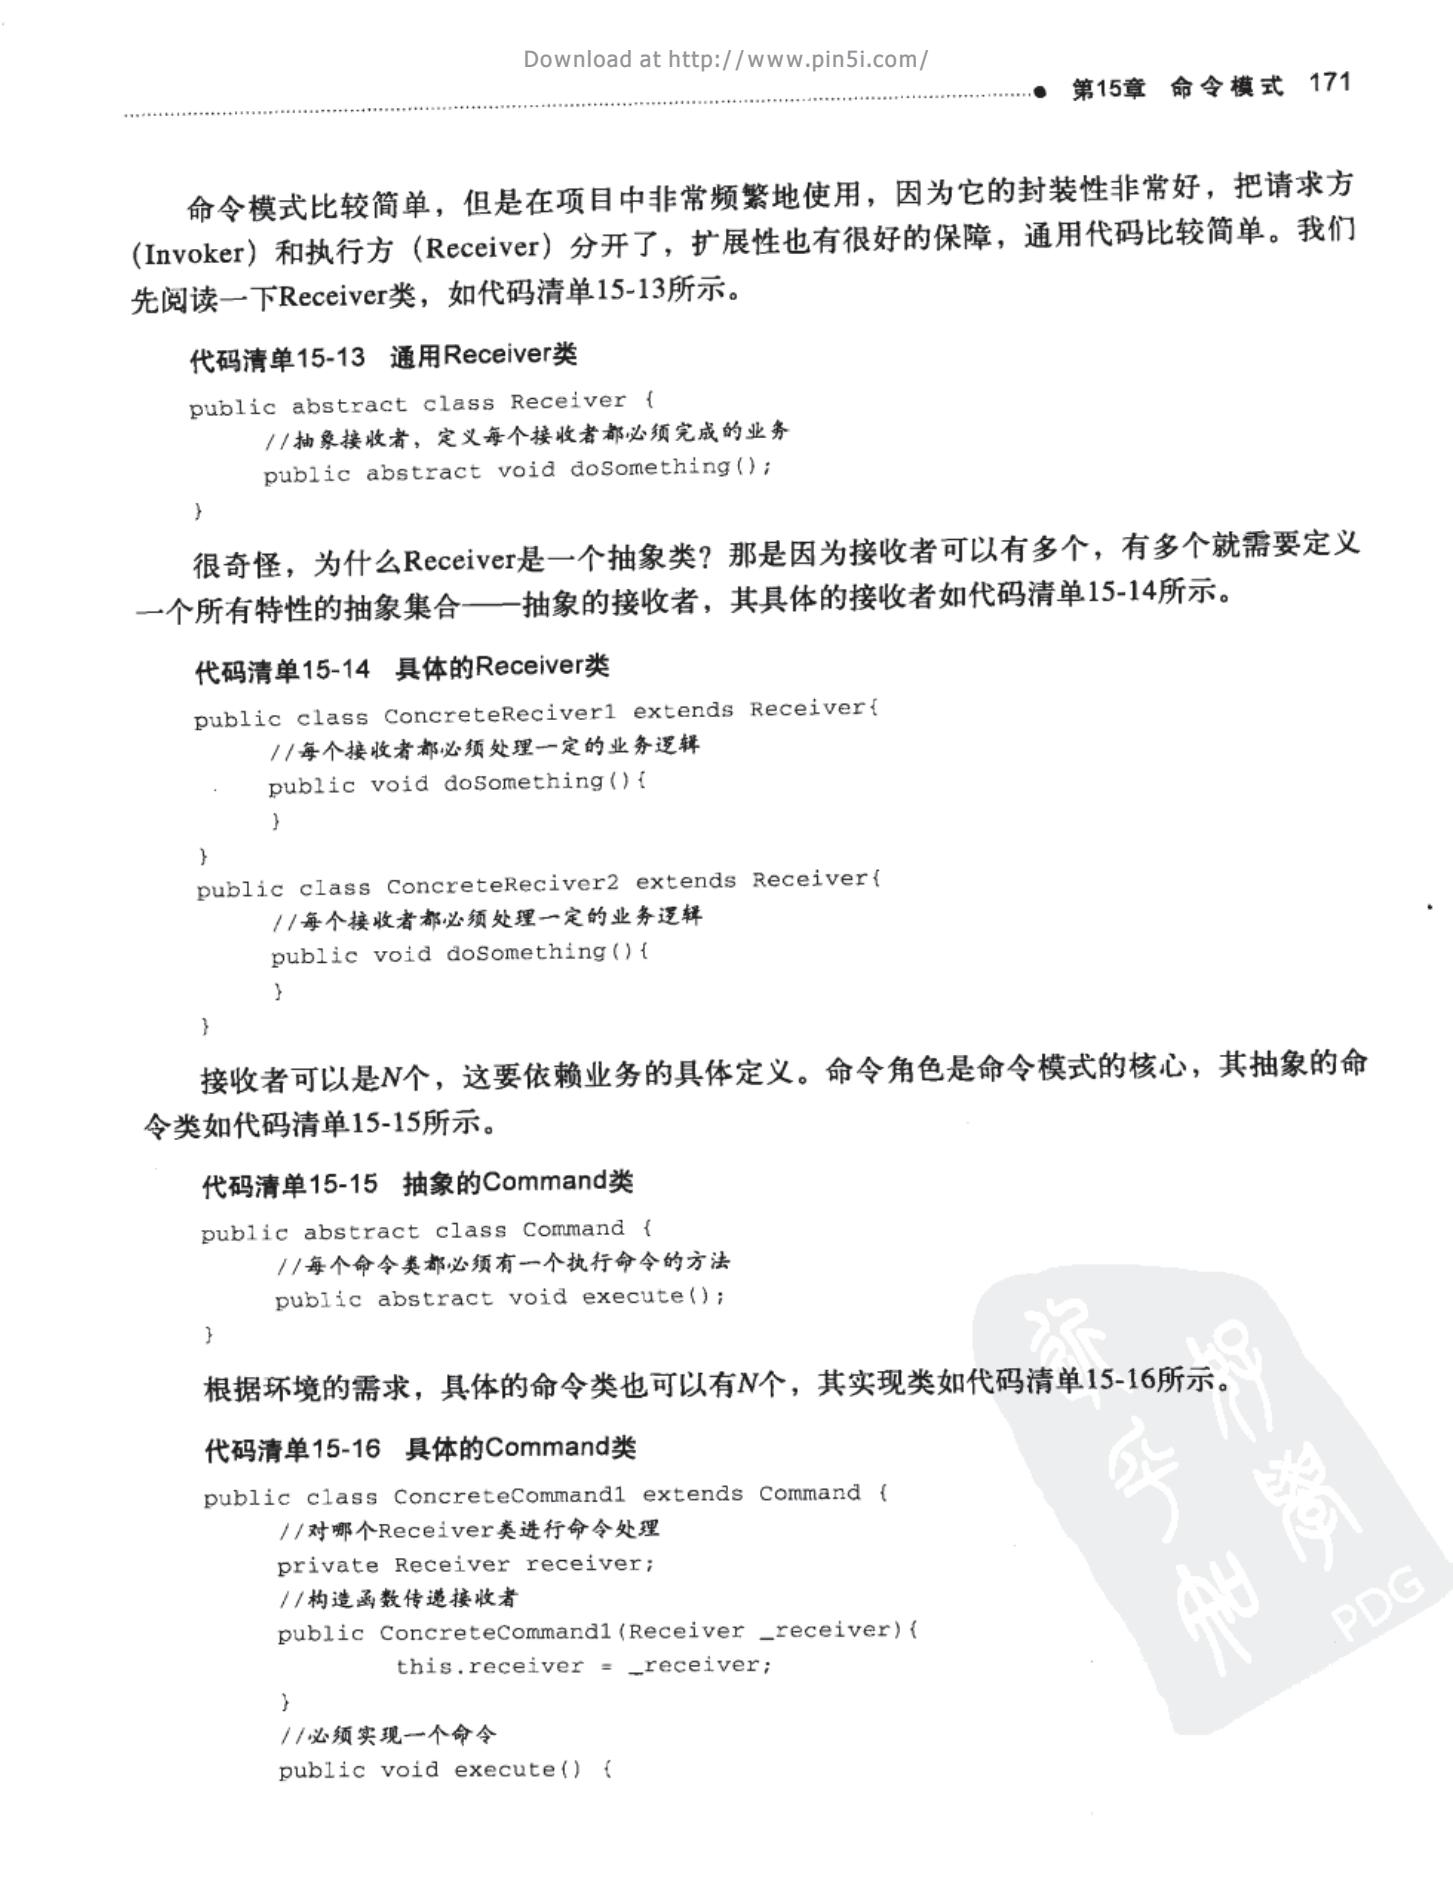 Download at http://www.pin5i.com/
第15章 命令模式 171
命令模式比较简单，但是在项目中非常频繁地使用，因为它的封装性非常好，把请求方
（Invoker）和执行方（Receiver）分开了，扩展性也有很好的保障，通用代码比较简单。我们
先阅读一下Receiver类，如代码清单15-13所示。
代码清单15-13 通用Receiver类
public abstract class Receiver {
//抽象接收者，定义每个接收者都必须完成的业务
public abstract void doSomething();
}
很奇怪，为什么Receiver是一个抽象类？那是因为接收者可以有多个，有多个就需要定义
一个所有特性的抽象集合——抽象的接收者，其具体的接收者如代码清单15-14所示。
代码清单15-14 具体的Receiver类
public class ConcreteReciver1 extends Receiver{
//每个接收者都必须处理一定的业务逻辑
public void doSomething(){
}
}
public class ConcreteReciver2 extends Receiver{
//每个接收者都必须处理一定的业务逻辑
public void doSomething(){
}
}
接收者可以是N个，这要依赖业务的具体定义。命令角色是命令模式的核心，其抽象的命
令类如代码清单15-15所示。
代码清单15-15 抽象的Command类
public abstract class Command {
//每个命令类都必须有一个执行命令的方法
public abstract void execute();
}
根据环境的需求，具体的命令类也可以有N个，其实现类如代码清单15-16所示。
代码清单15-16 具体的Command类
public class ConcreteCommand1 extends Command {
//对哪个Receiver类进行命令处理
private Receiver receiver;
//构造函数传递接收者
public ConcreteCommand1(Receiver _receiver){
this.receiver = _receiver;
}
//必须实现一个命令
public void execute() {
PDG